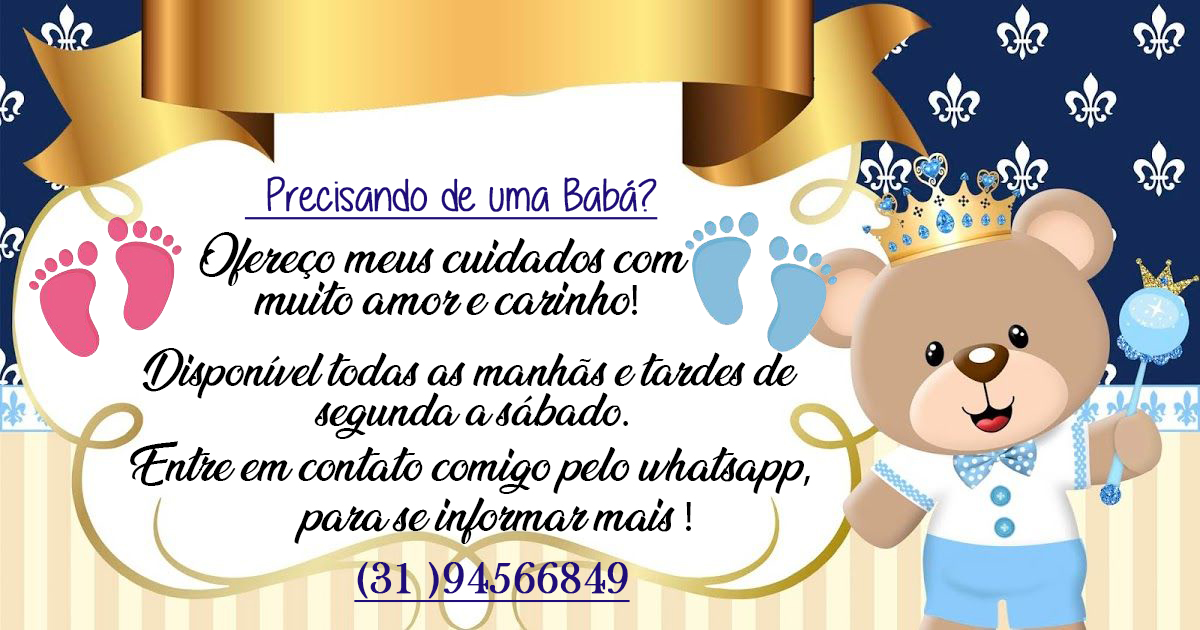 Precisando de uma Babá?
Ofereço meus cuidados com
muito amor e carinho!
Disponível todas as manhãs e tardes de
segunda a sábado.
Entre em contato comigo pelo whatsapp,
para se informar mais !
(31 )94566849